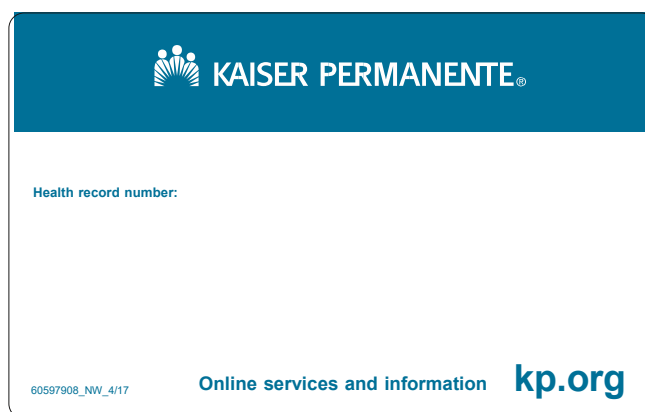 KAISER PERMANENTE®
Health record number:
60597908_NW_4/17 Online services and information kp.org